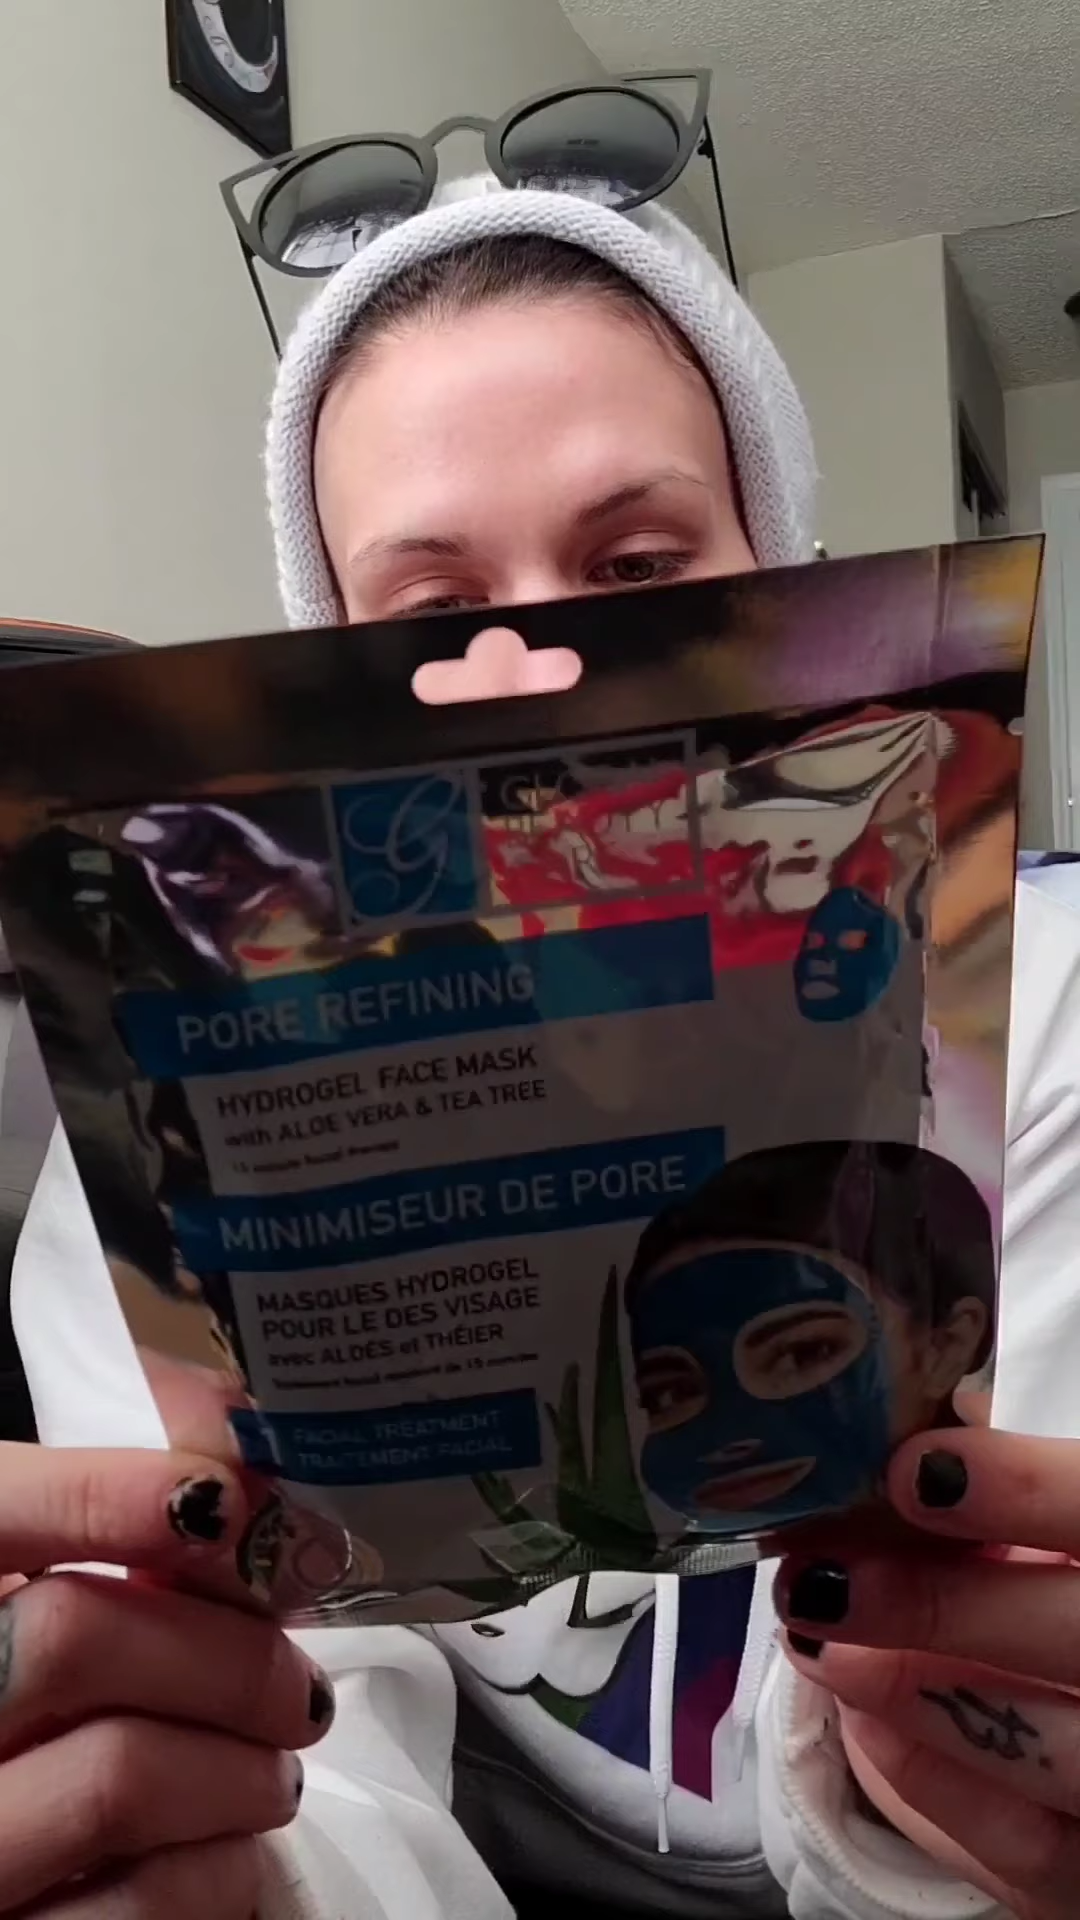 G
PORE REFINING
HYDROGEL FACE MASK
with ALOE VERA & TEA TREE
MINIMISEUR DE PORE
MASQUES HYDROGEL
POUR LE DES VISAGE
avec ALOÉS et THÉIER
1 FACIAL TREATMENT
TRAITEMENT FACIAL